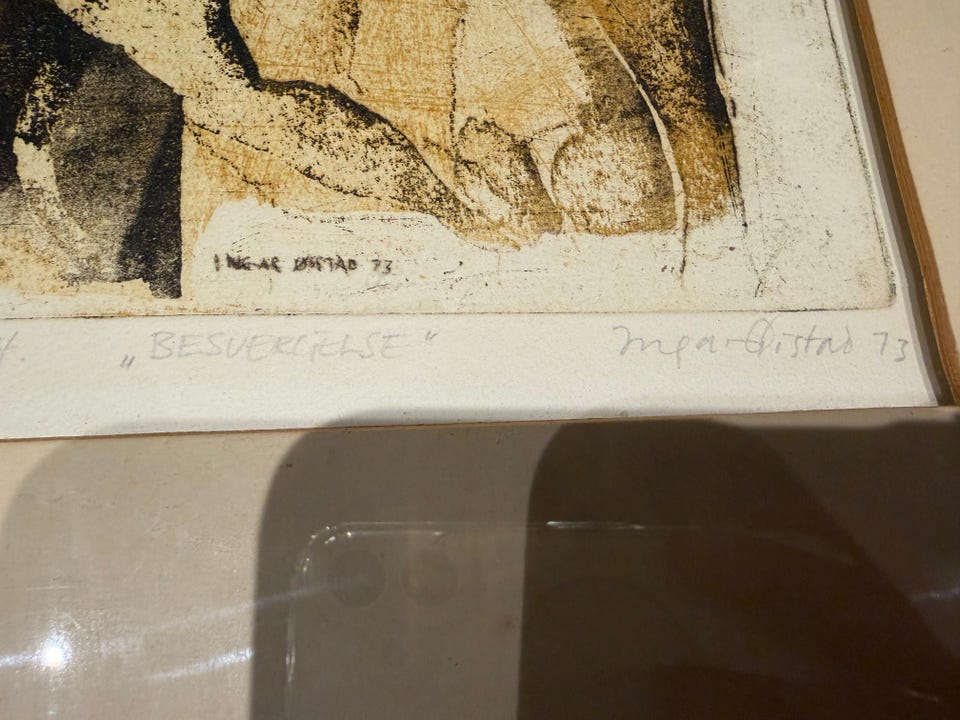 INGAR ØISTAD 73
„BESVERGELSE" Ingar Øistad 73